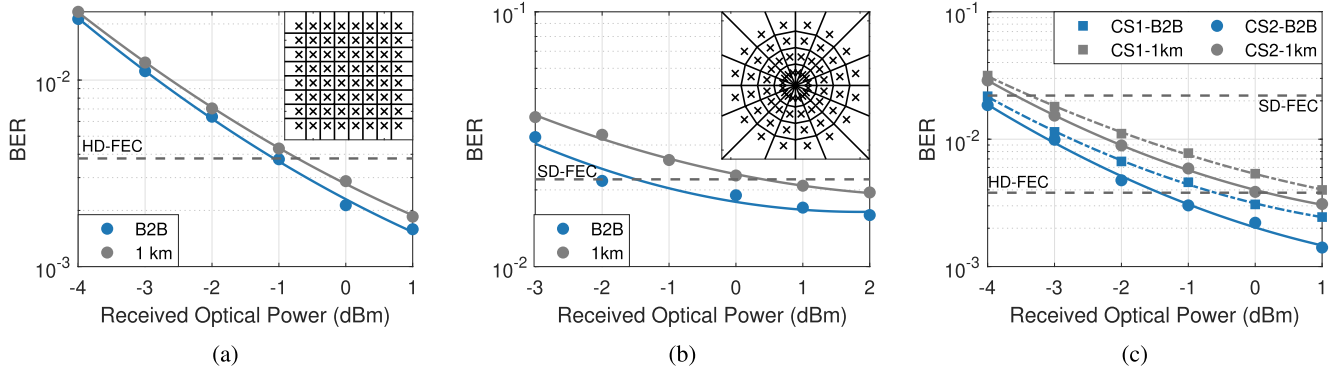 BER
10^-2
10^-3
HD-FEC
B2B
1 km
-4 -3 -2 -1 0 1
Received Optical Power (dBm)
(a)
BER
10^-1
10^-2
SD-FEC
B2B
1km
-3 -2 -1 0 1 2
Received Optical Power (dBm)
(b)
BER
10^-1
10^-2
10^-3
CS1-B2B CS2-B2B
CS1-1km CS2-1km
SD-FEC
HD-FEC
-4 -3 -2 -1 0 1
Received Optical Power (dBm)
(c)